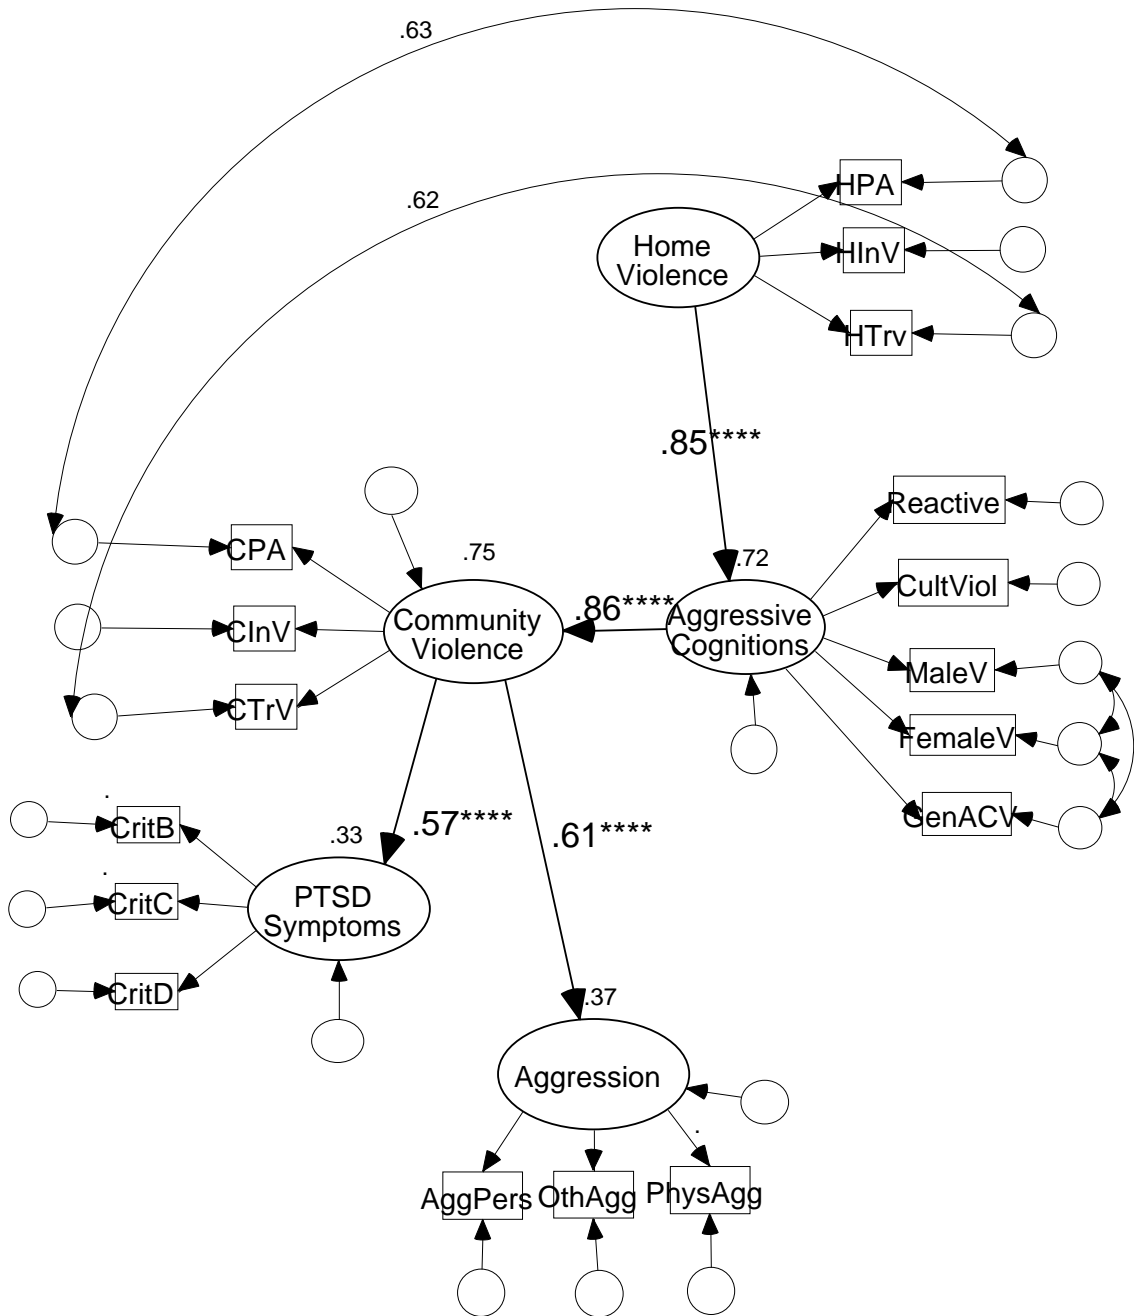 .63
.62
HPA
Home
Violence
HInV
HTrv
.85****
Reactive
.75
.72
CPA
CultViol
.86****
Community
Violence
Aggressive
Cognitions
CInV
MaleV
CTrV
FemaleV
.
CritB
.57****
.33
.61****
GenACV
.
CritC
PTSD
Symptoms
CritD
.37
Aggression
.
AggPers
OthAgg
PhysAgg